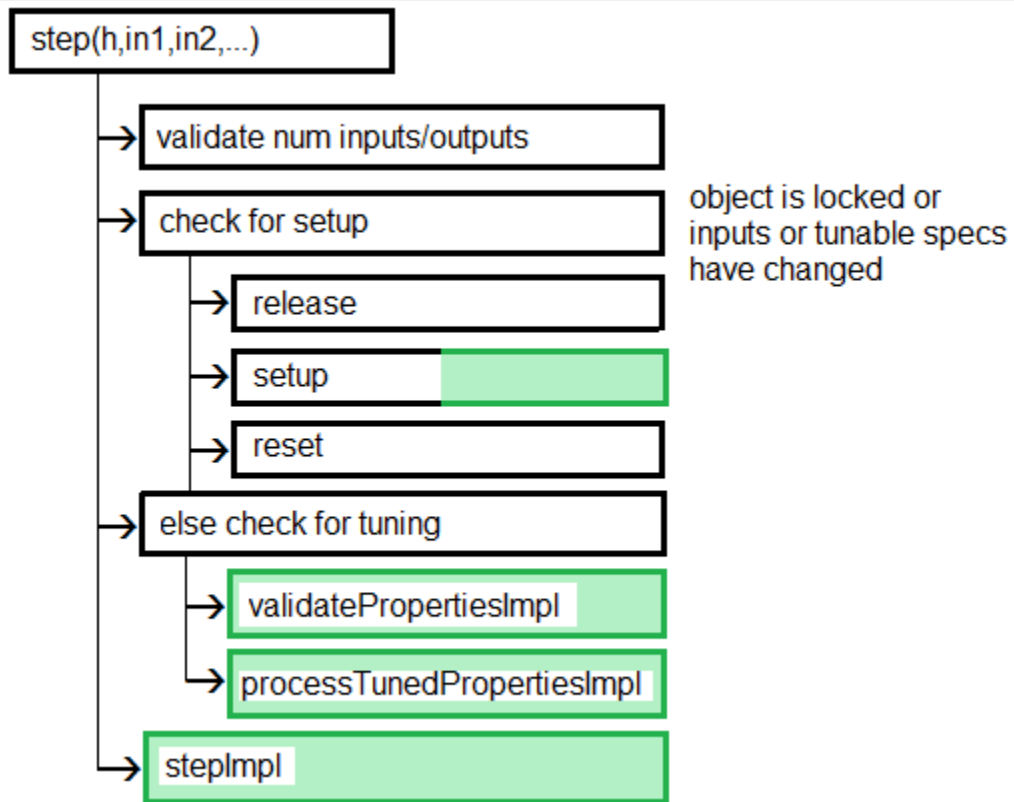 step(h,in1,in2,...)
validate num inputs/outputs
check for setup
object is locked or
inputs or tunable specs
have changed
release
setup
reset
else check for tuning
validatePropertiesImpl
processTunedPropertiesImpl
stepImpl